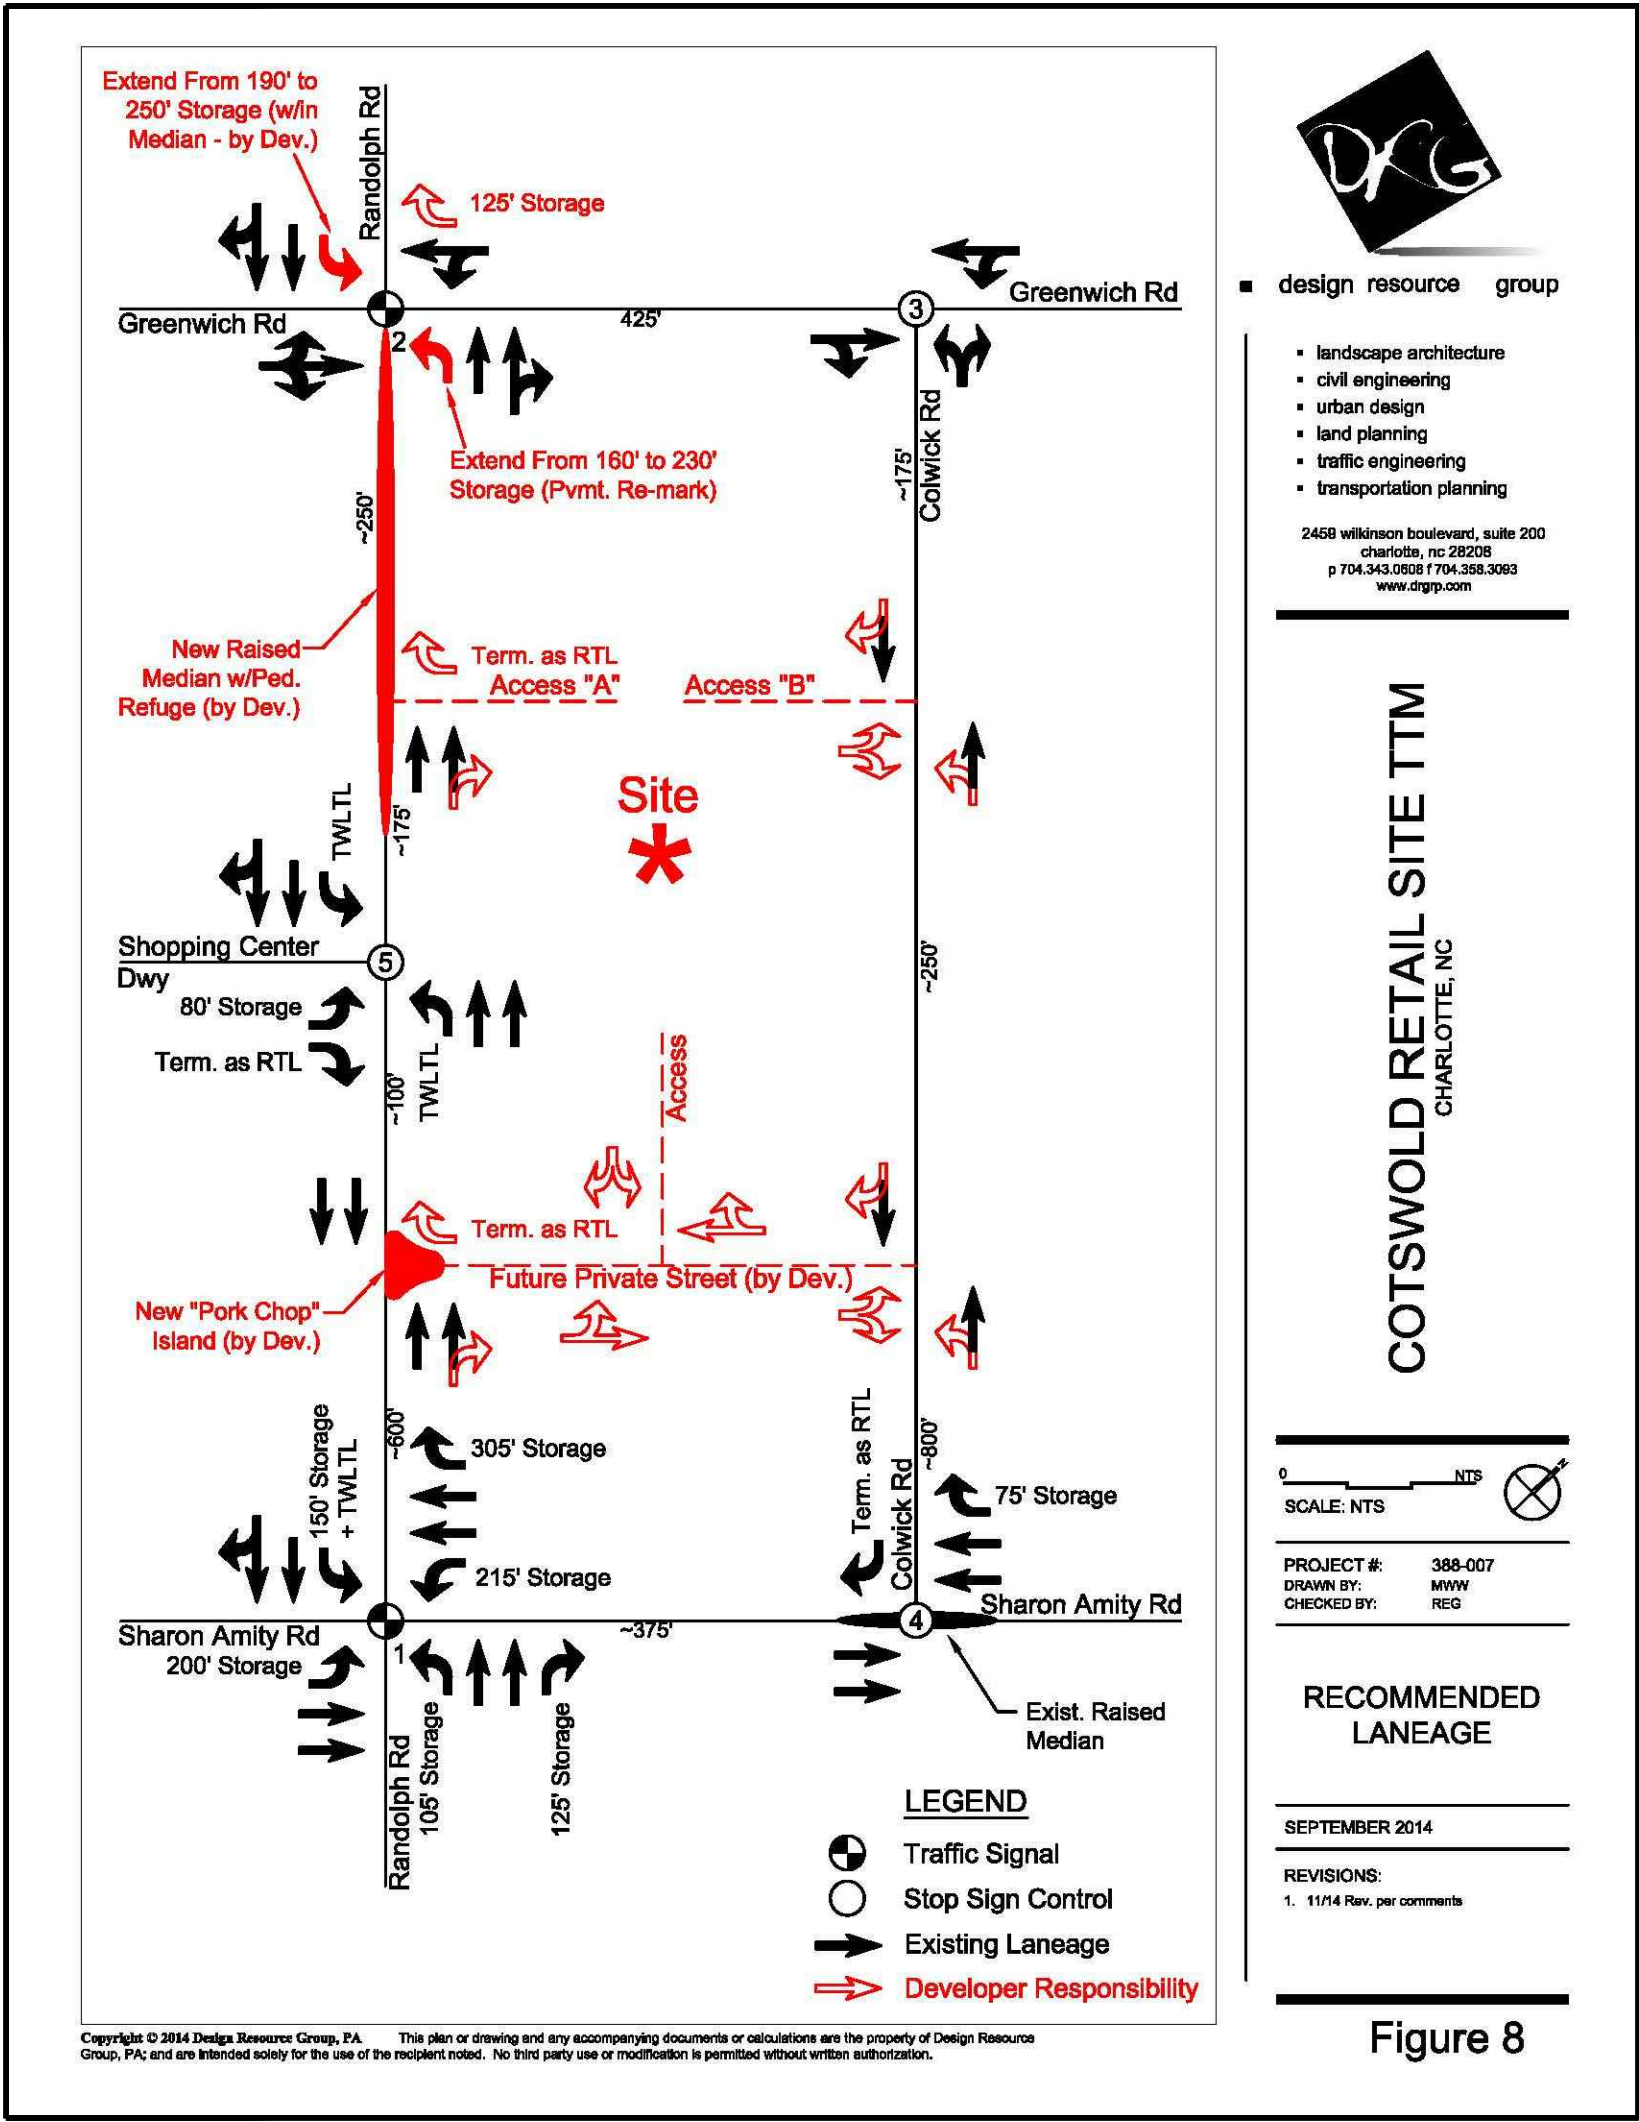 Extend From 190' to
250' Storage (w/in
Median - by Dev.)
Randolph Rd
125' Storage
Greenwich Rd
Greenwich Rd
425'
2
3
Extend From 160' to 230'
Storage (Pvmt. Re-mark)
~250'
~175'
Colwick Rd
New Raised
Median w/Ped.
Refuge (by Dev.)
Term. as RTL
Access "A"
Access "B"
Site
*
TWLTL
~175'
Shopping Center
Dwy
5
80' Storage
Term. as RTL
~100'
TWLTL
~250'
Access
Term. as RTL
Future Private Street (by Dev.)
New "Pork Chop"
Island (by Dev.)
150' Storage
+ TWLTL
~600'
305' Storage
215' Storage
Term. as RTL
Colwick Rd
~800'
75' Storage
Sharon Amity Rd
Sharon Amity Rd
~375'
1
4
200' Storage
Randolph Rd
105' Storage
125' Storage
Exist. Raised
Median
LEGEND
Traffic Signal
Stop Sign Control
Existing Laneage
Developer Responsibility
DRG
design resource group
landscape architecture
civil engineering
urban design
land planning
traffic engineering
transportation planning
2459 wilkinson boulevard, suite 200
charlotte, nc 28208
p 704.343.0608 f 704.358.3093
www.drgrp.com
COTSWOLD RETAIL SITE TTM
CHARLOTTE, NC
0
NTS
N
SCALE: NTS
PROJECT #: 388-007
DRAWN BY: MWW
CHECKED BY: REG
RECOMMENDED
LANEAGE
SEPTEMBER 2014
REVISIONS:
1. 11/14 Rev. per comments
Figure 8
Copyright © 2014 Design Resource Group, PA This plan or drawing and any accompanying documents or calculations are the property of Design Resource
Group, PA; and are intended solely for the use of the recipient noted. No third party use or modification is permitted without written authorization.